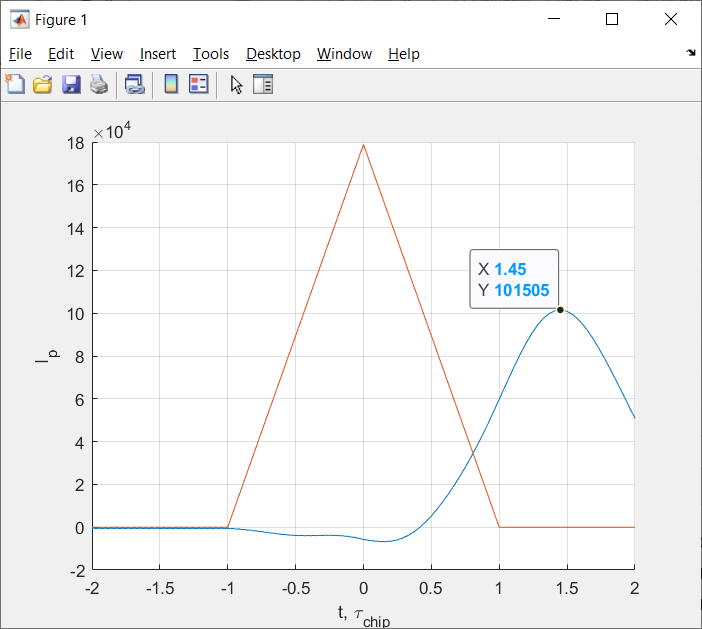 Figure 1
File Edit View Insert Tools Desktop Window Help
×10⁴
18
16
14
12
10
8
6
4
2
0
-2
I_p
X 1.45
Y 101505
-2 -1.5 -1 -0.5 0 0.5 1 1.5 2
t, τ_chip